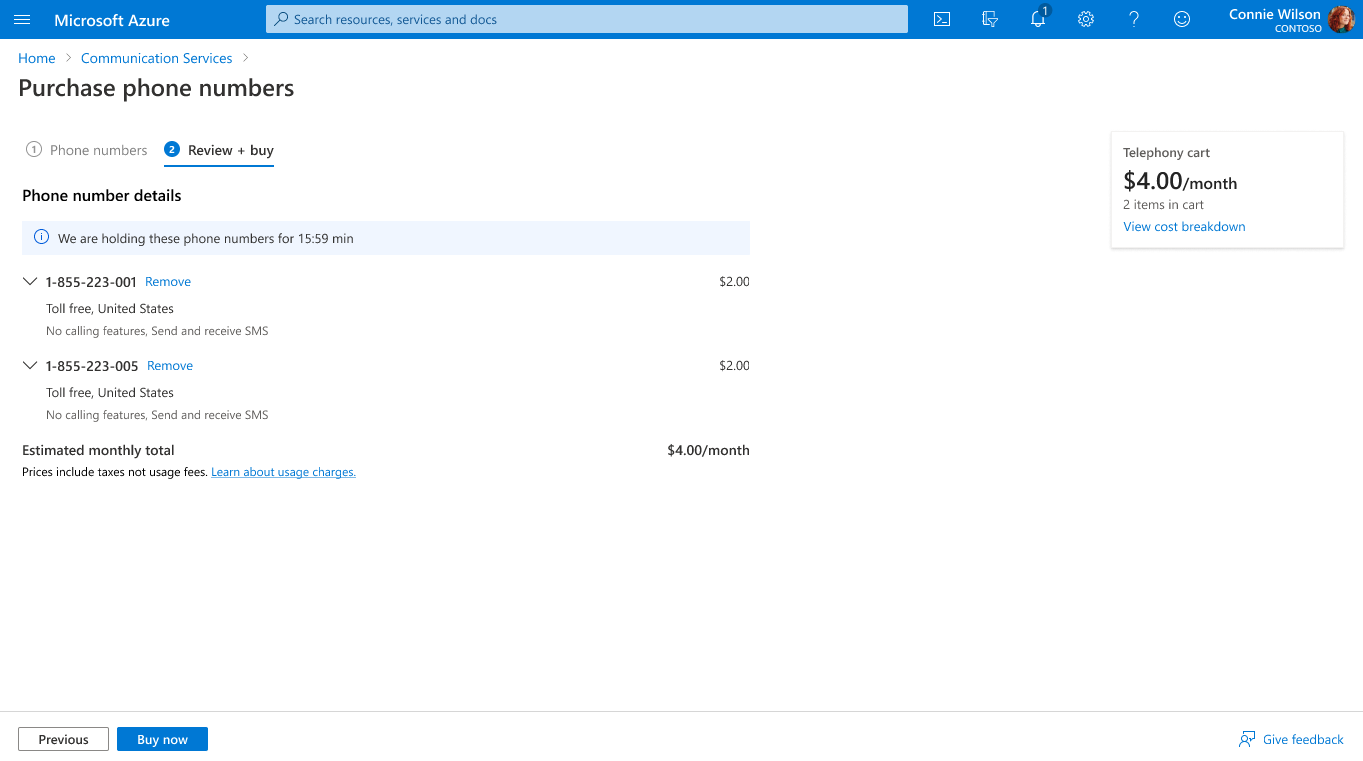 Microsoft Azure
Search resources, services and docs
1
Connie Wilson
CONTOSO
Home
Communication Services
Purchase phone numbers
1 Phone numbers
2 Review + buy
Telephony cart
$4.00/month
2 items in cart
View cost breakdown
Phone number details
We are holding these phone numbers for 15:59 min
1-855-223-001 Remove $2.00
Toll free, United States
No calling features, Send and receive SMS
1-855-223-005 Remove $2.00
Toll free, United States
No calling features, Send and receive SMS
Estimated monthly total $4.00/month
Prices include taxes not usage fees. Learn about usage charges.
Previous
Buy now
Give feedback